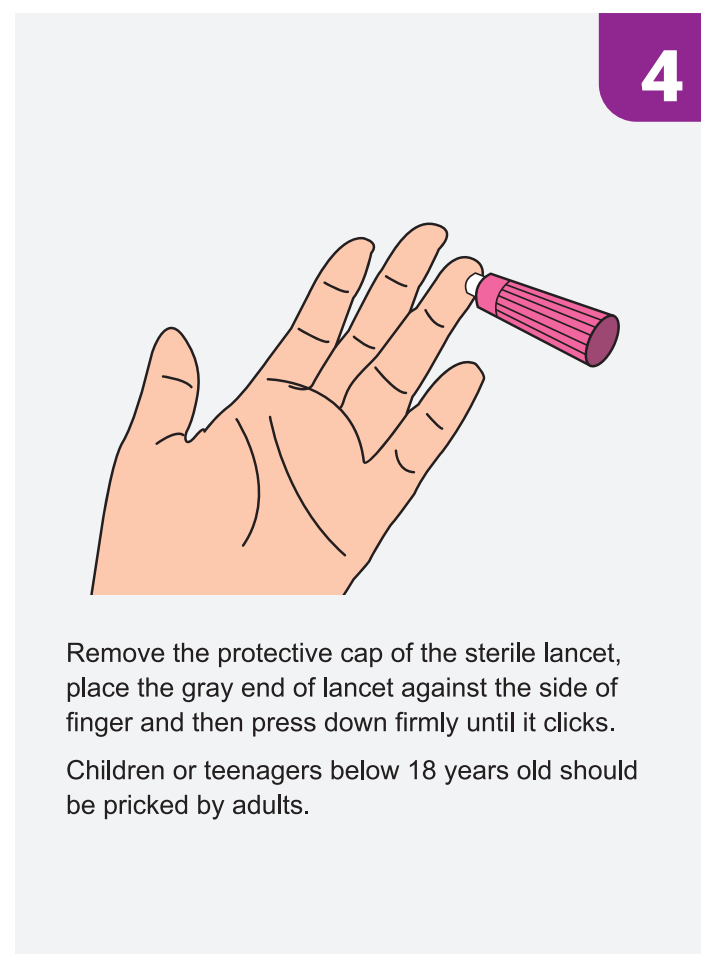 4
Remove the protective cap of the sterile lancet,
place the gray end of lancet against the side of
finger and then press down firmly until it clicks.
Children or teenagers below 18 years old should
be pricked by adults.